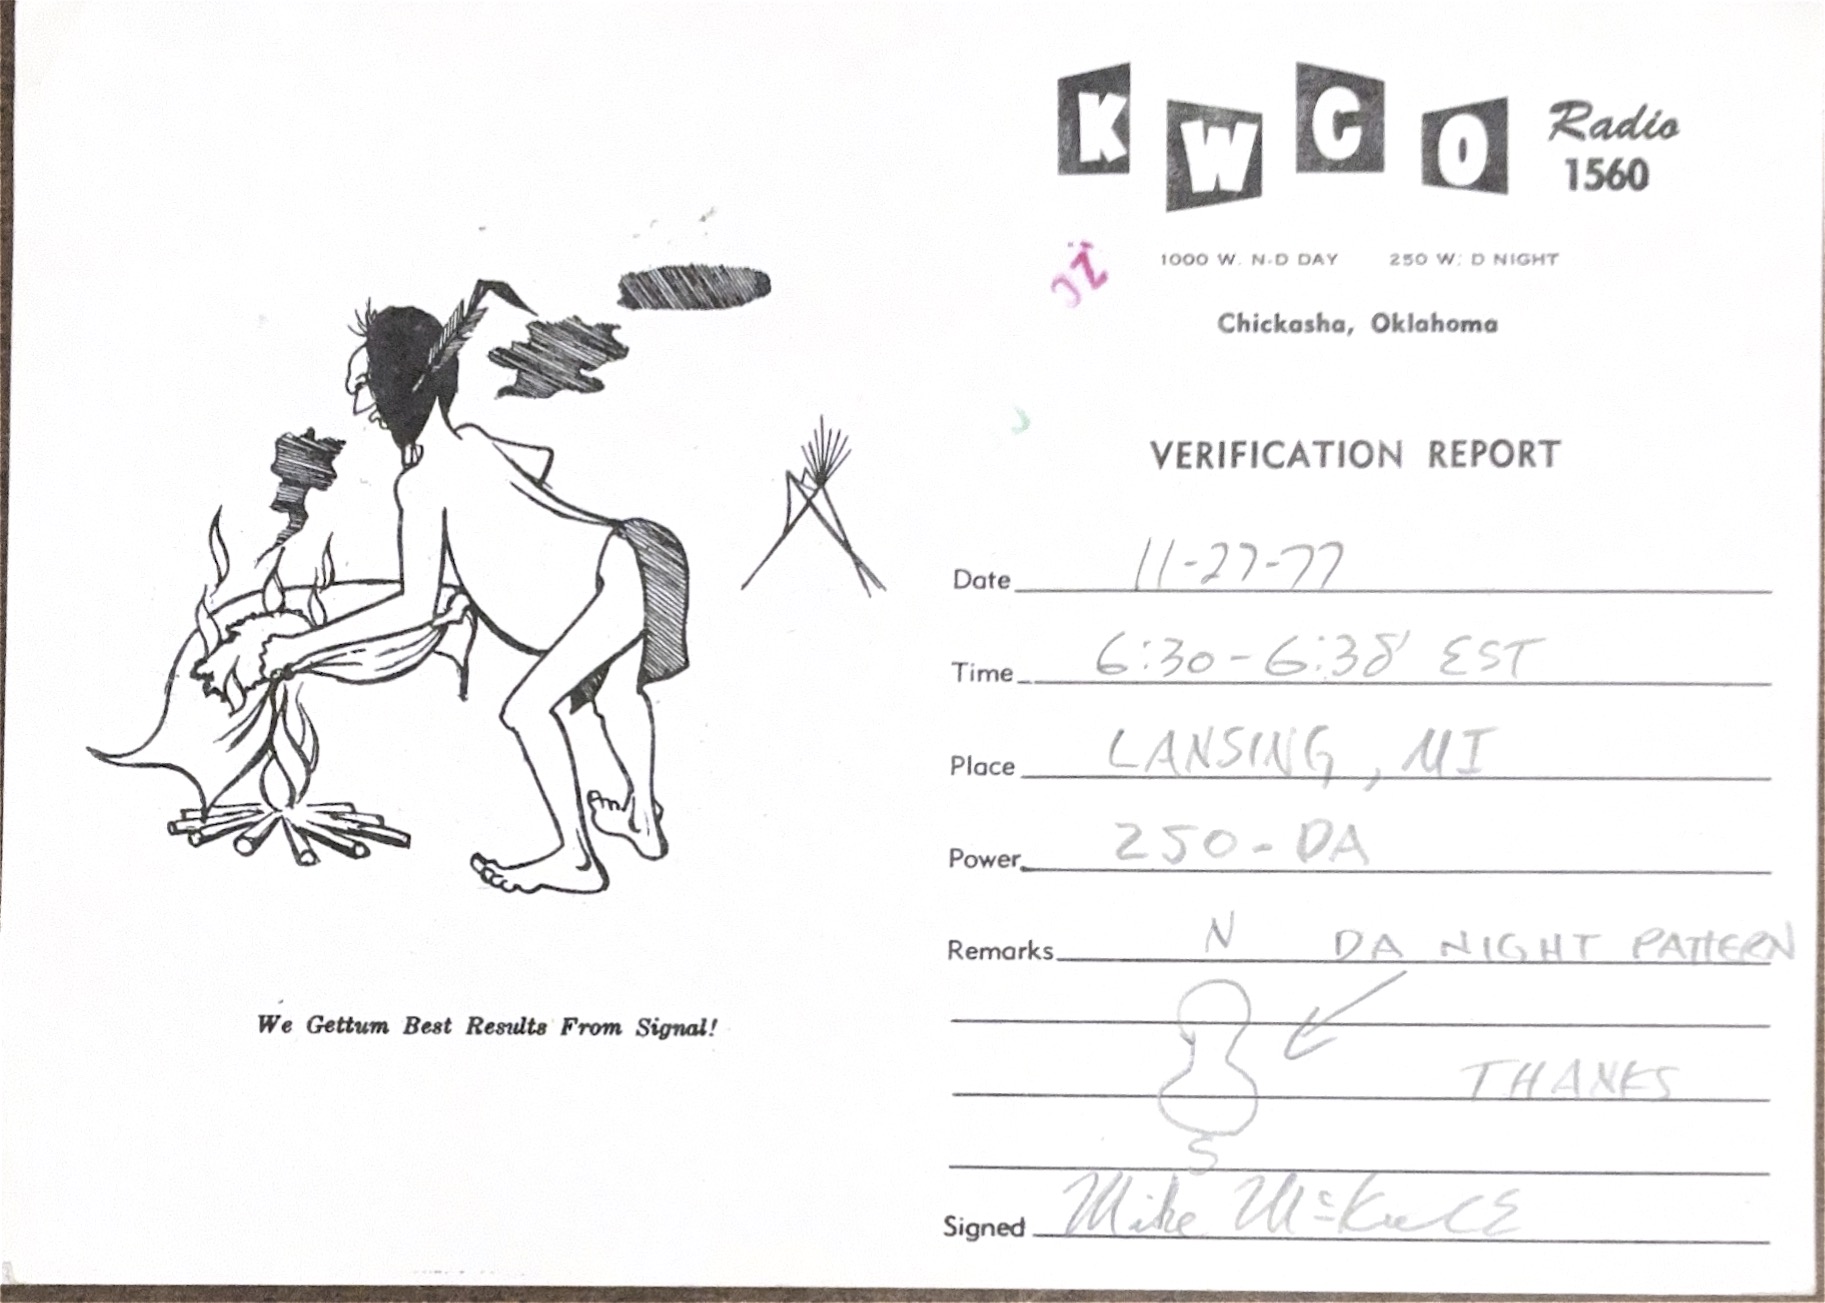 KWCO Radio
1560
JZ
1000 W. N-D DAY 250 W. D NIGHT
Chickasha, Oklahoma
VERIFICATION REPORT
Date 11-27-77
Time 6:30-6:38 EST
Place LANSING, MI
Power 250-DA
Remarks N DA NIGHT PATTERN
THANKS
S
Signed Mike
We Gettum Best Results From Signal!